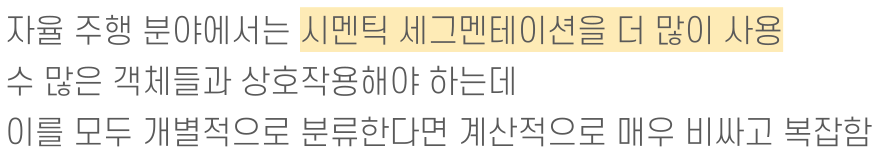 자율 주행 분야에서는 시멘틱 세그멘테이션을 더 많이 사용
수 많은 객체들과 상호작용해야 하는데
이를 모두 개별적으로 분류한다면 계산적으로 매우 비싸고 복잡함